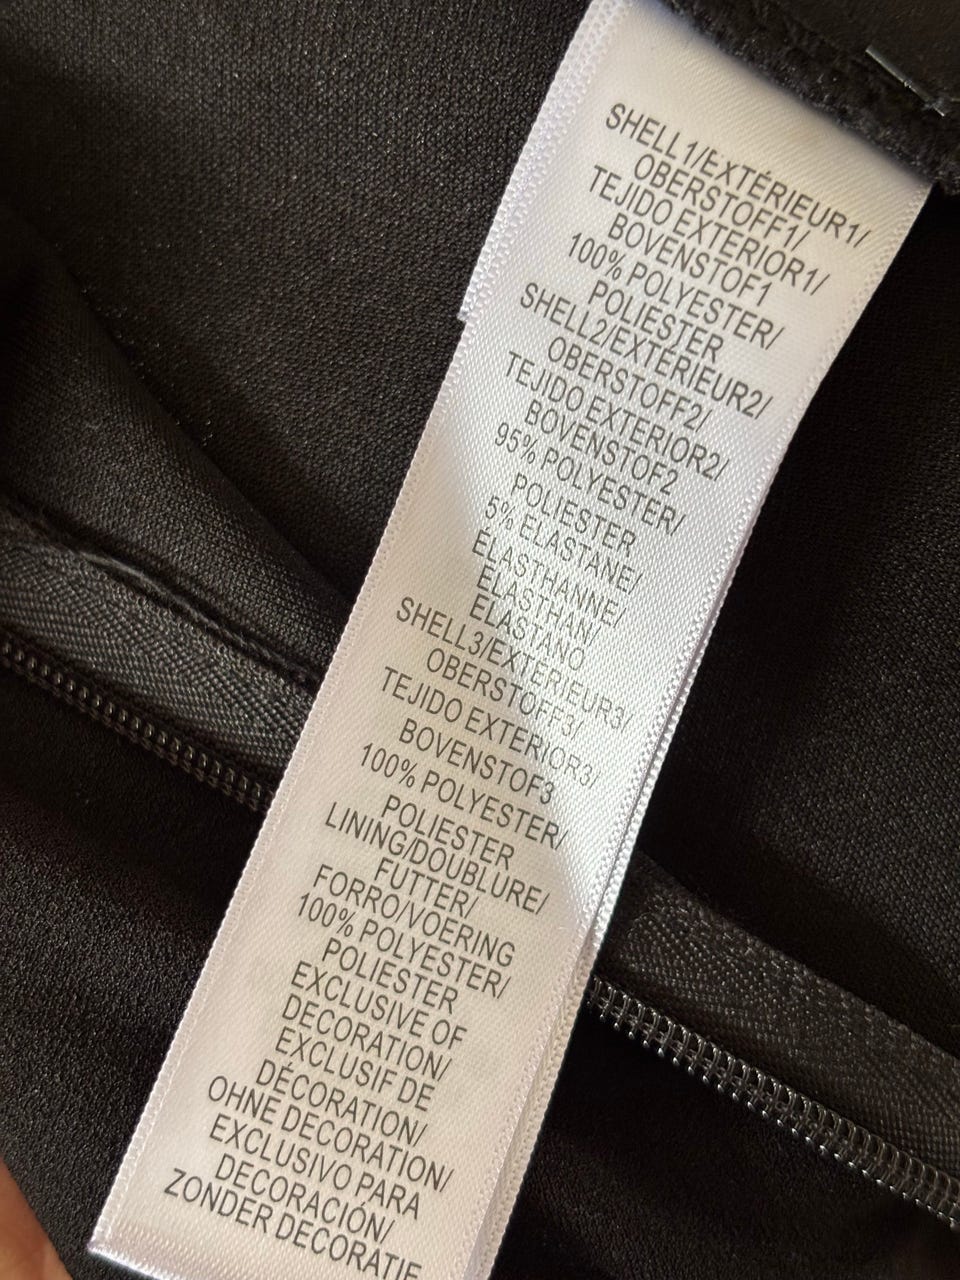 SHELL1/EXTÉRIEUR1/
OBERSTOFF1/
TEJIDO EXTERIOR1/
BOVENSTOF1
100% POLYESTER/
POLIESTER
SHELL2/EXTÉRIEUR2/
OBERSTOFF2/
TEJIDO EXTERIOR2/
BOVENSTOF2
95% POLYESTER/
POLIESTER
5% ELASTANE/
ÉLASTHANNE/
ELASTHAN/
ELASTANO
SHELL3/EXTÉRIEUR3/
OBERSTOFF3/
TEJIDO EXTERIOR3/
BOVENSTOF3
100% POLYESTER/
POLIESTER
LINING/DOUBLURE/
FUTTER/
FORRO/VOERING
100% POLYESTER/
POLIESTER
EXCLUSIVE OF
DECORATION/
EXCLUSIF DE
DÉCORATION/
OHNE DECORATION/
EXCLUSIVO PARA
DECORACIÓN/
ZONDER DECORATIE